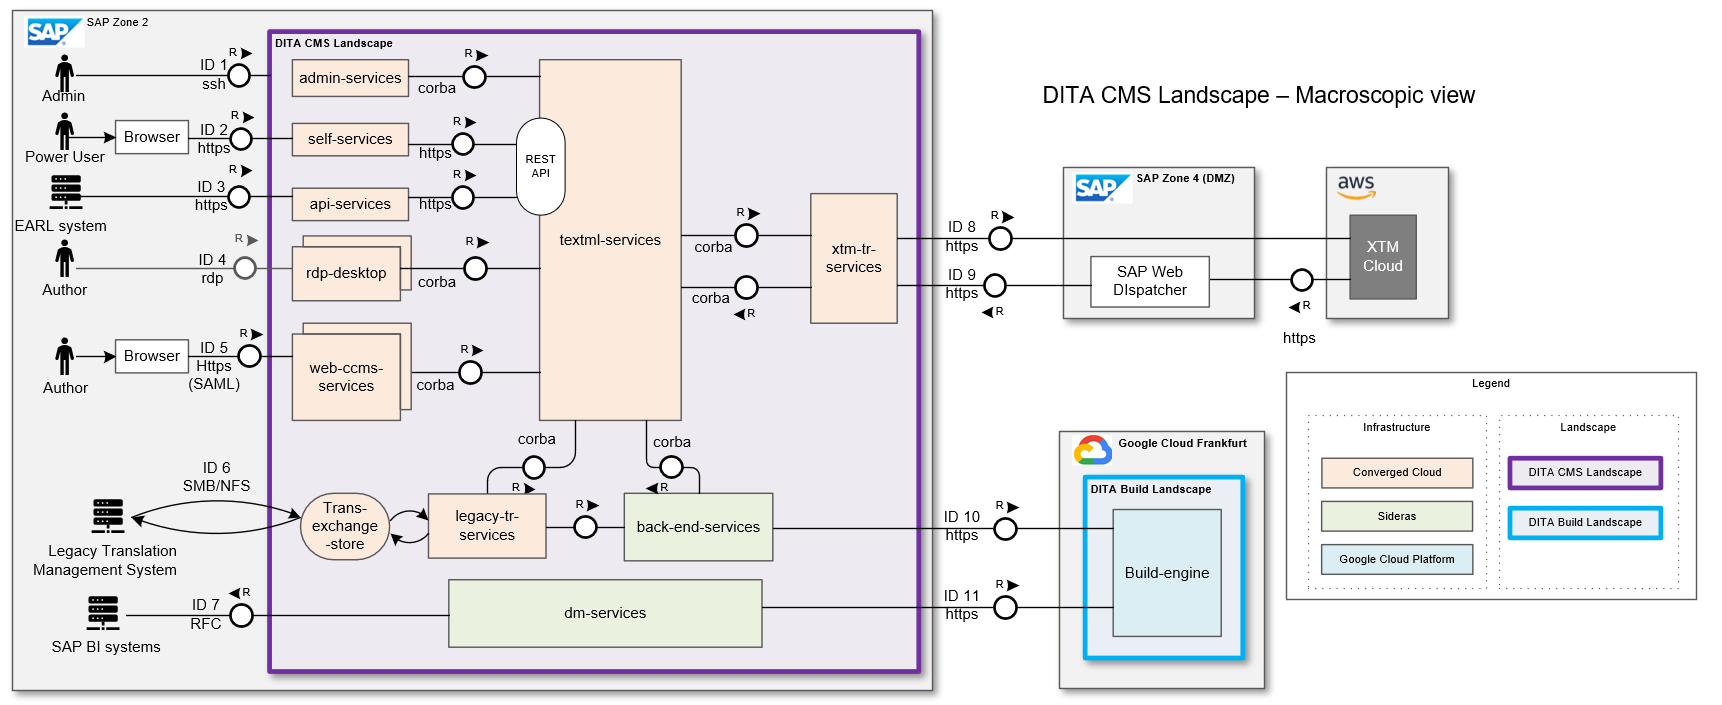 SAP
SAP Zone 2
DITA CMS Landscape
Admin
ID 1
ssh
R
admin-services
corba
R
Power User
Browser
ID 2
https
R
self-services
https
R
REST
API
EARL system
ID 3
https
R
api-services
https
R
Author
ID 4
rdp
R
rdp-desktop
corba
R
textml-services
Author
Browser
ID 5
Https
(SAML)
R
web-ccms-
services
corba
R
corba
R
corba
R
xtm-tr-
services
DITA CMS Landscape – Macroscopic view
ID 8
https
R
ID 9
https
R
SAP
SAP Zone 4 (DMZ)
SAP Web
DIspatcher
R
https
aws
XTM
Cloud
corba
R
corba
R
ID 6
SMB/NFS
Legacy Translation
Management System
Trans-
exchange
-store
legacy-tr-
services
R
back-end-services
ID 7
RFC
R
SAP BI systems
dm-services
ID 10
https
R
ID 11
https
R
Google Cloud Frankfurt
DITA Build Landscape
Build-engine
Legend
Infrastructure
Converged Cloud
Sideras
Google Cloud Platform
Landscape
DITA CMS Landscape
DITA Build Landscape